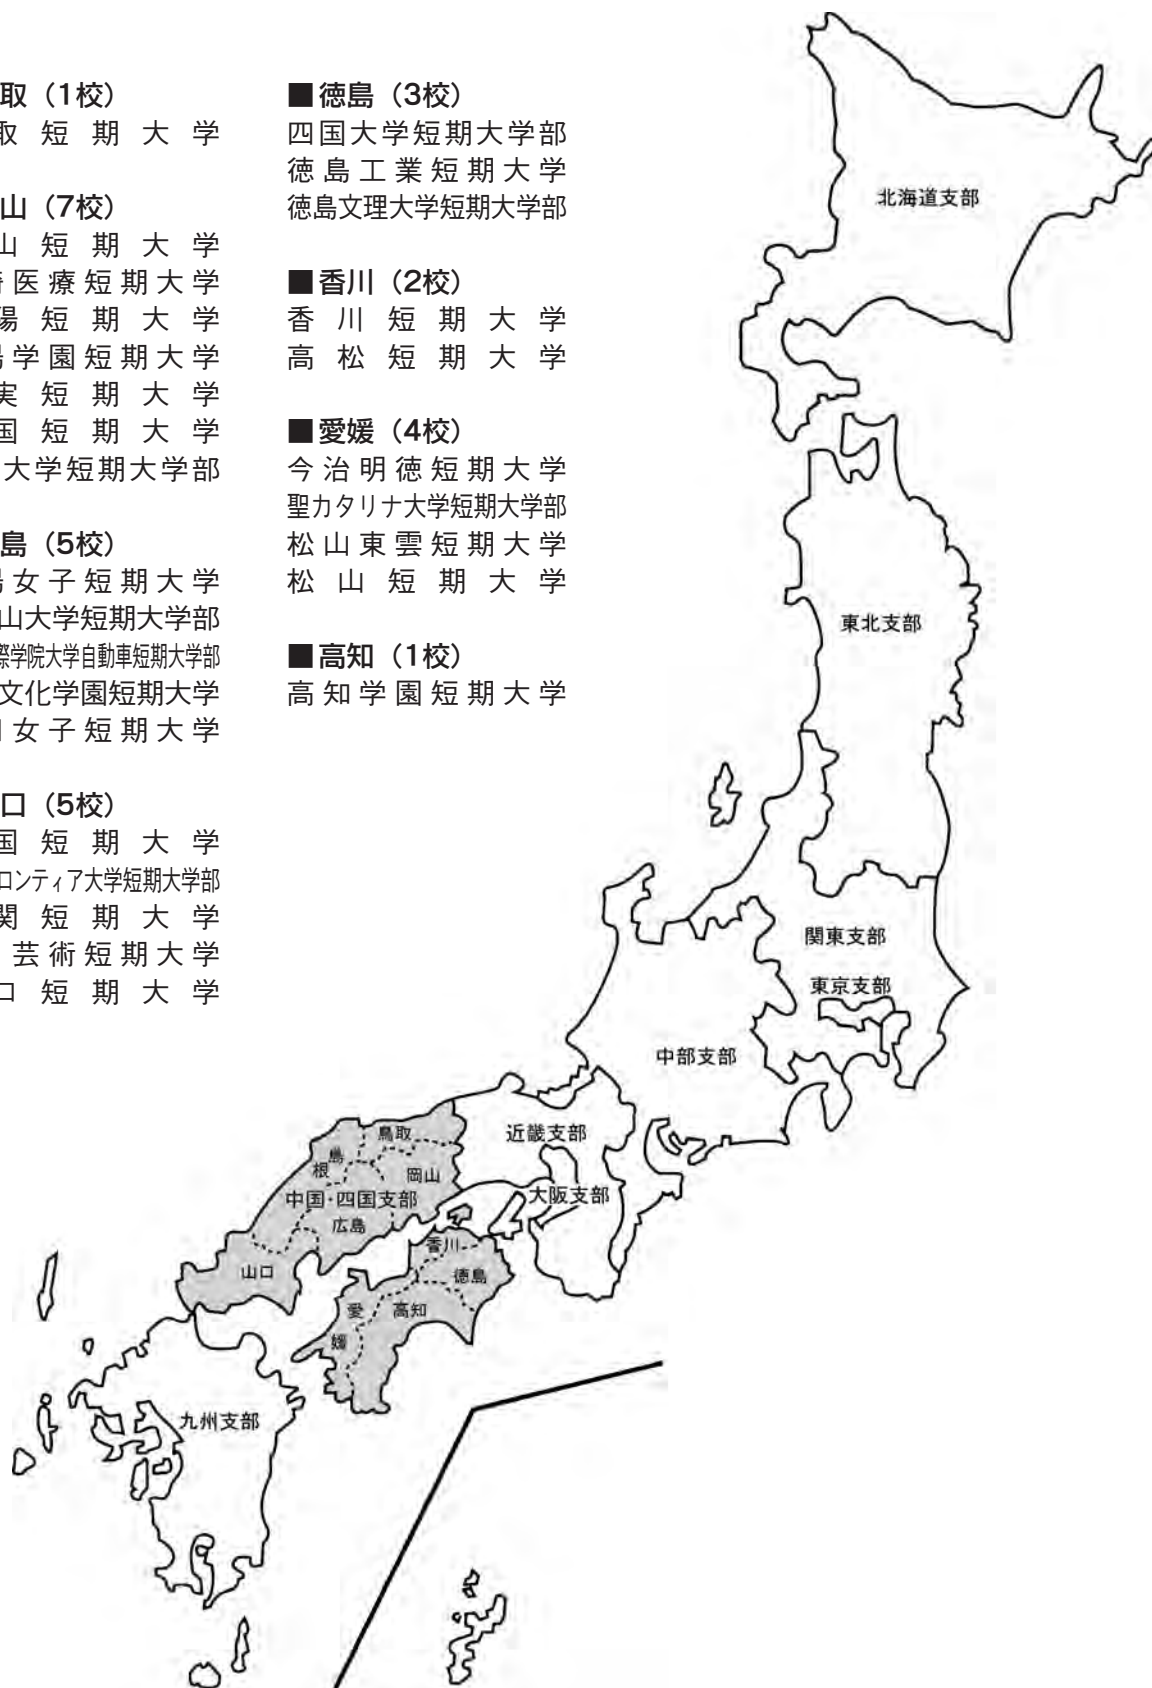 取（1校）
取短期大学
山（7校）
山短期大学
医療短期大学
陽短期大学
学園短期大学
実短期大学
国短期大学
大学短期大学部
島（5校）
女子短期大学
山大学短期大学部
際学院大学自動車短期大学部
文化学園短期大学
女子短期大学
口（5校）
国短期大学
ロンティア大学短期大学部
関短期大学
芸術短期大学
口短期大学
■徳島（3校）
四国大学短期大学部
徳島工業短期大学
徳島文理大学短期大学部
■香川（2校）
香川短期大学
高松短期大学
■愛媛（4校）
今治明徳短期大学
聖カタリナ大学短期大学部
松山東雲短期大学
松山短期大学
■高知（1校）
高知学園短期大学
北海道支部
東北支部
関東支部
東京支部
中部支部
近畿支部
大阪支部
鳥取
島根
岡山
中国・四国支部
広島
山口
香川
徳島
愛媛
高知
九州支部